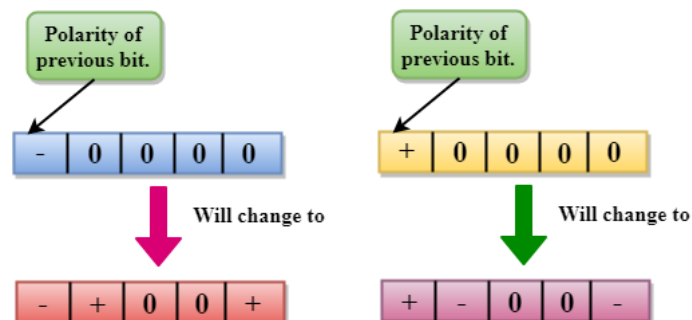 Polarity of
previous bit.
- 0 0 0 0
Will change to
- + 0 0 +
Polarity of
previous bit.
+ 0 0 0 0
Will change to
+ - 0 0 -